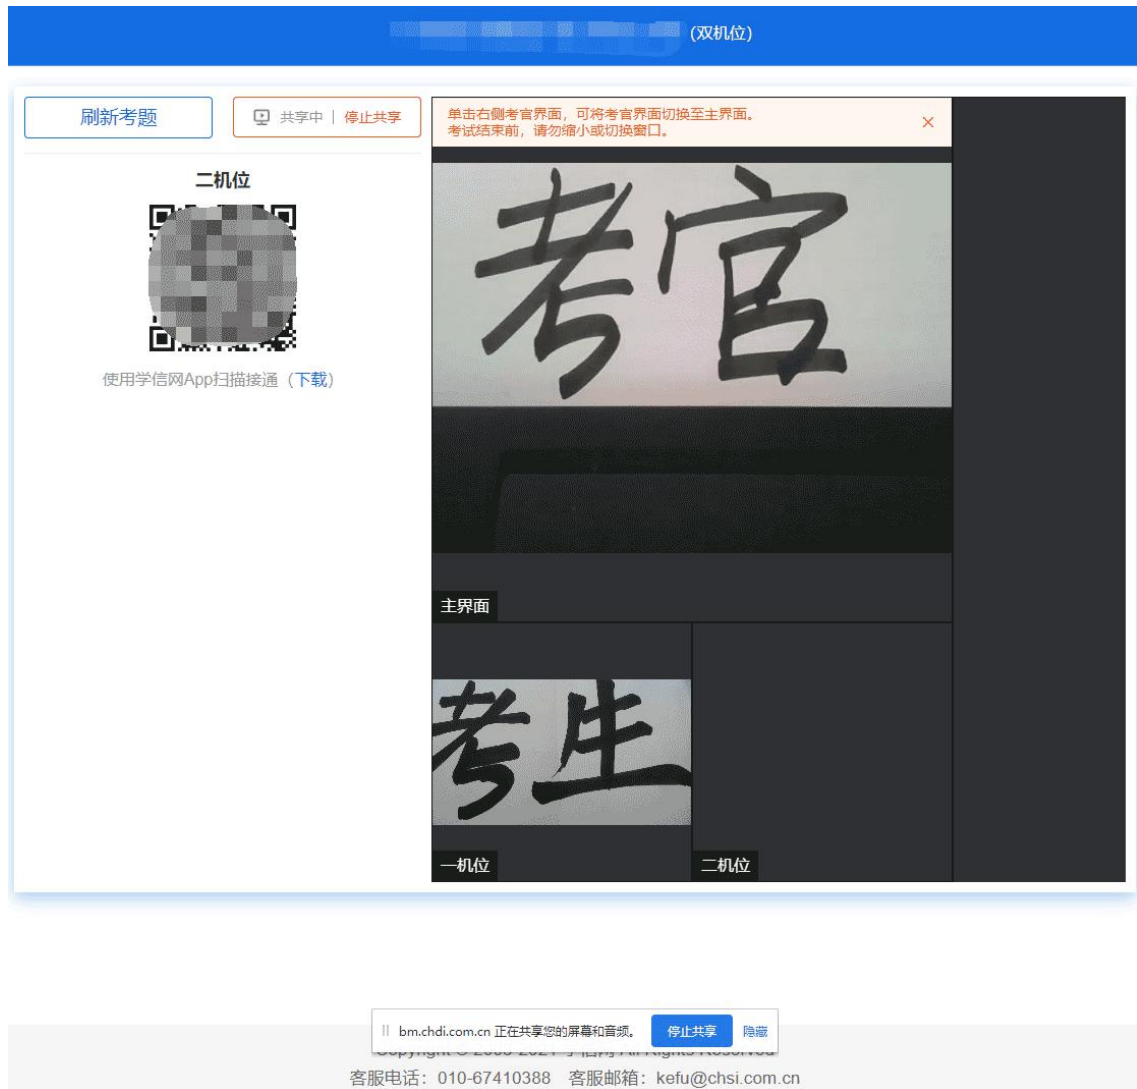 (双机位)
刷新考题
共享中 | 停止共享
二机位
使用学信网App扫描接通（下载）
单击右侧考官界面，可将考官界面切换至主界面。
考试结束前，请勿缩小或切换窗口。
考官
主界面
考生
一机位
二机位
bm.chdi.com.cn 正在共享您的屏幕和音频。 停止共享 隐藏
客服电话：010-67410388 客服邮箱：kefu@chsi.com.cn